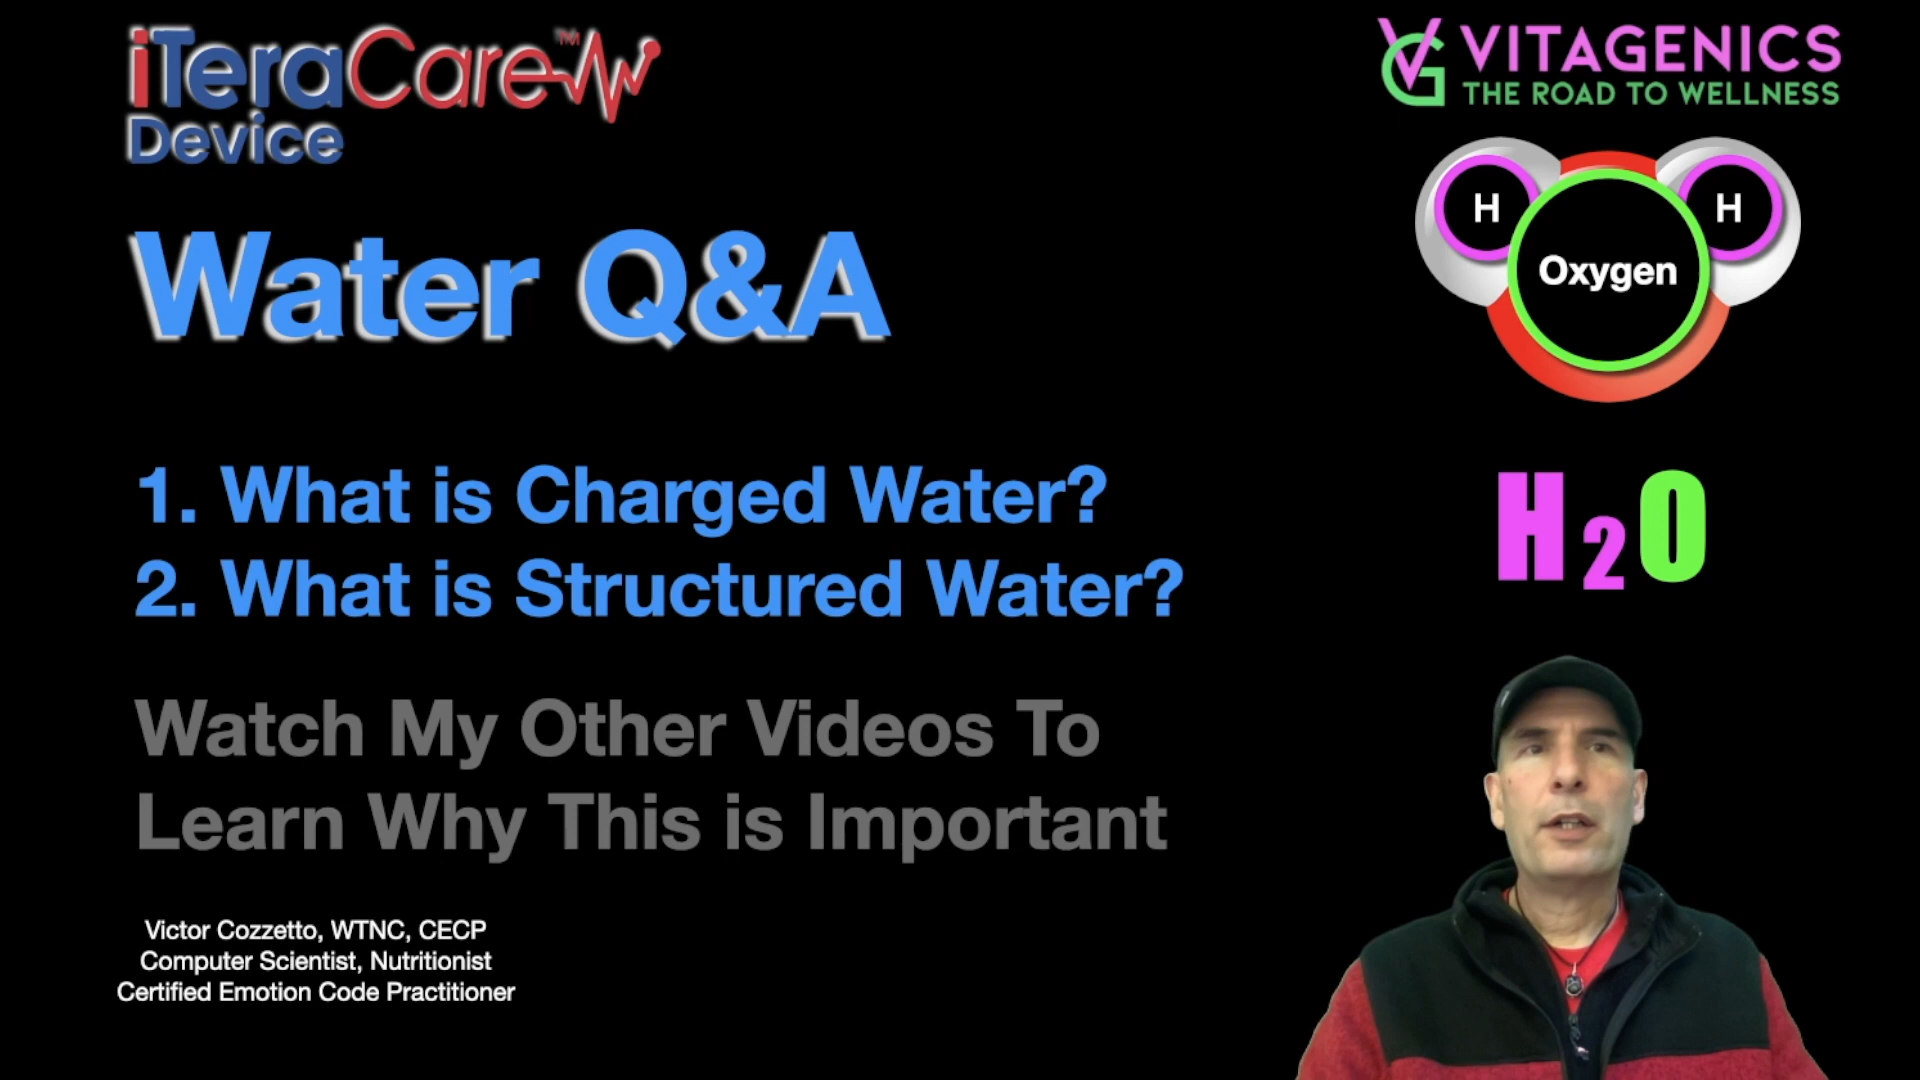 iTeraCare™
Device
VG VITAGENICS
THE ROAD TO WELLNESS
H
H
Oxygen
Water Q&A
1. What is Charged Water?
2. What is Structured Water?
H2O
Watch My Other Videos To
Learn Why This is Important
Victor Cozzetto, WTNC, CECP
Computer Scientist, Nutritionist
Certified Emotion Code Practitioner